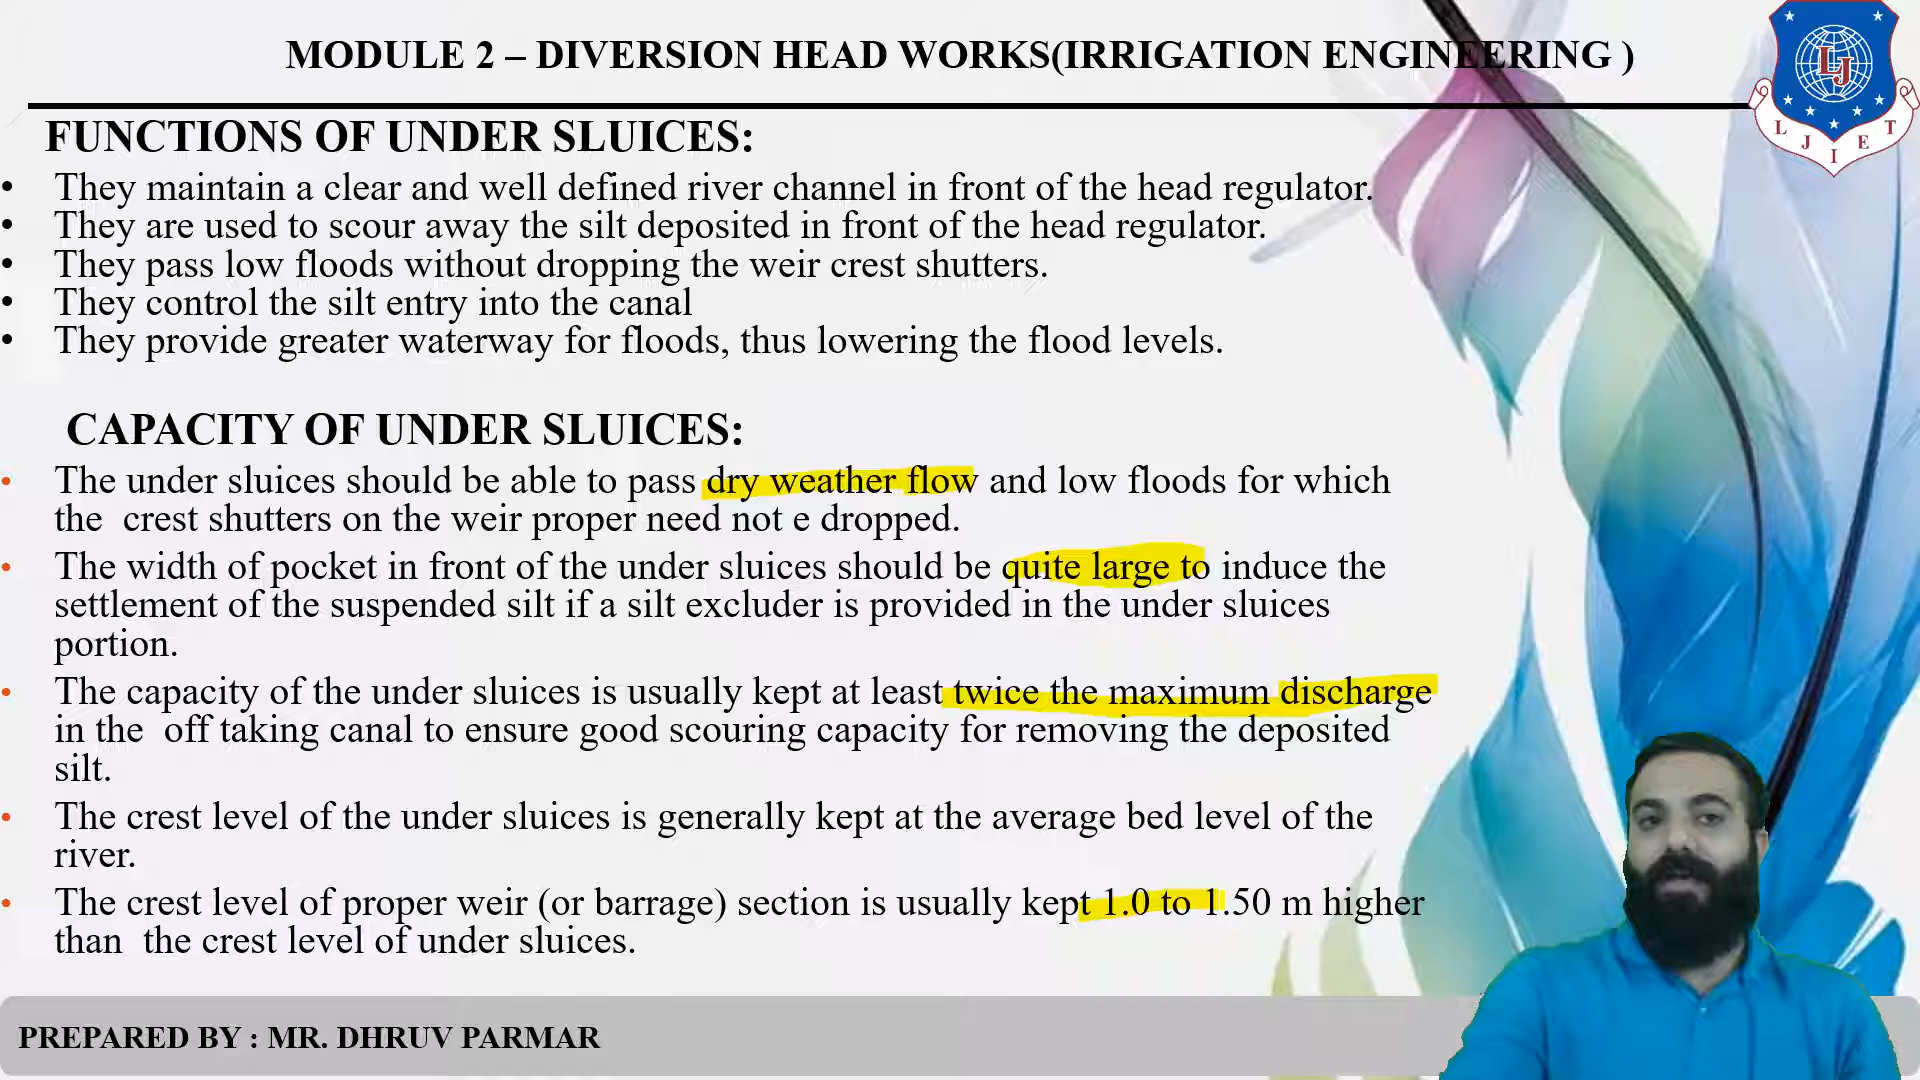 MODULE 2 – DIVERSION HEAD WORKS(IRRIGATION ENGINEERING )
LJ
L J I E T
FUNCTIONS OF UNDER SLUICES:
• They maintain a clear and well defined river channel in front of the head regulator.
• They are used to scour away the silt deposited in front of the head regulator.
• They pass low floods without dropping the weir crest shutters.
• They control the silt entry into the canal
• They provide greater waterway for floods, thus lowering the flood levels.
CAPACITY OF UNDER SLUICES:
• The under sluices should be able to pass dry weather flow and low floods for which
the crest shutters on the weir proper need not e dropped.
• The width of pocket in front of the under sluices should be quite large to induce the
settlement of the suspended silt if a silt excluder is provided in the under sluices
portion.
• The capacity of the under sluices is usually kept at least twice the maximum discharge
in the off taking canal to ensure good scouring capacity for removing the deposited
silt.
• The crest level of the under sluices is generally kept at the average bed level of the
river.
• The crest level of proper weir (or barrage) section is usually kept 1.0 to 1.50 m higher
than the crest level of under sluices.
PREPARED BY : MR. DHRUV PARMAR